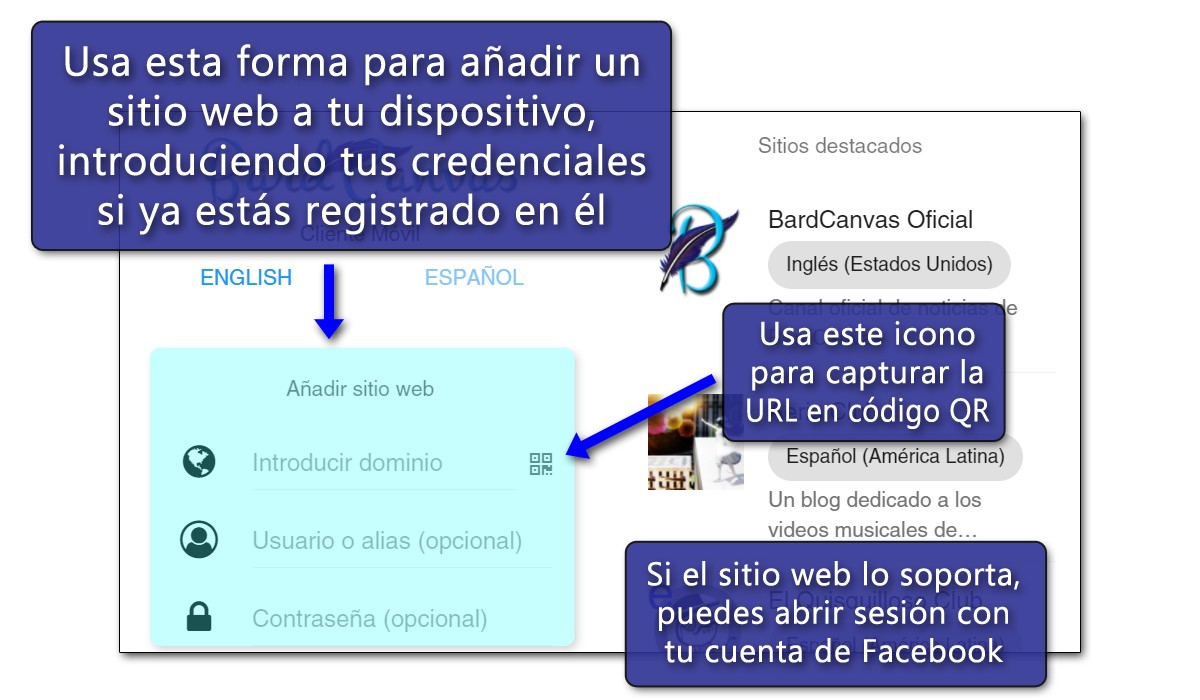 Usa esta forma para añadir un
sitio web a tu dispositivo,
introduciendo tus credenciales
si ya estás registrado en él
BardCanvas
Cliente Móvil
ENGLISH
ESPAÑOL
Añadir sitio web
Introducir dominio
Usuario o alias (opcional)
Contraseña (opcional)
Sitios destacados
BardCanvas Oficial
Inglés (Estados Unidos)
Canal oficial de noticias de
Usa este icono
para capturar la
URL en código QR
Español (América Latina)
Un blog dedicado a los
videos musicales de...
Si el sitio web lo soporta,
puedes abrir sesión con
tu cuenta de Facebook
El Quisquilloso Club
Español (América Latina)